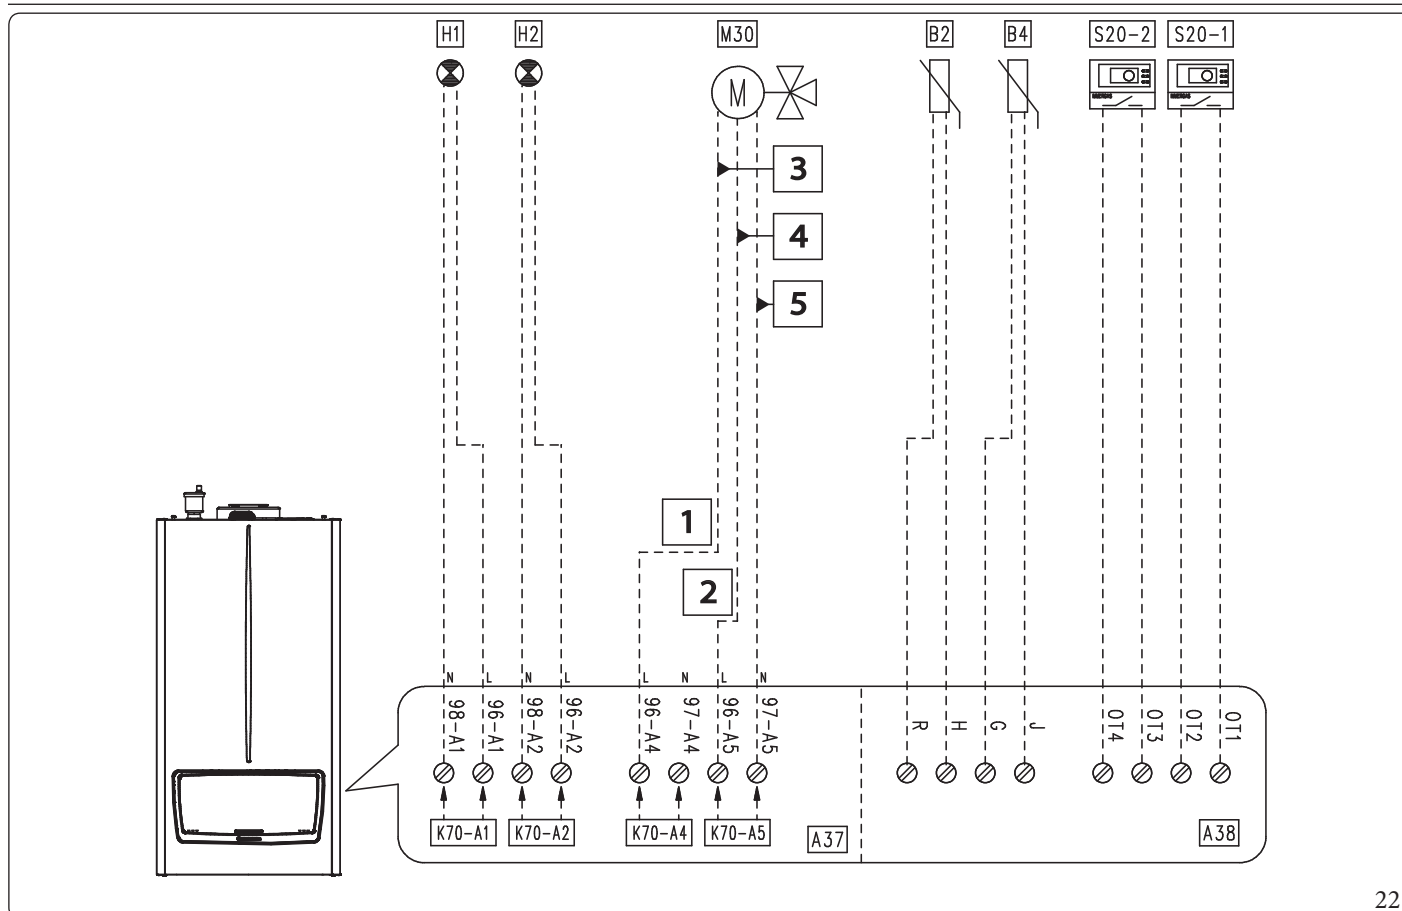 H1 H2 M30 B2 B4 S20-2 S20-1
M
IMMERGAS IMMERGAS
3
4
5
1
2
N L N L L N L N
98-A1 96-A1 98-A2 96-A2 96-A4 97-A4 96-A5 97-A5 R H G J OT4 OT3 OT2 OT1
K70-A1 K70-A2 K70-A4 K70-A5 A37 A38
22